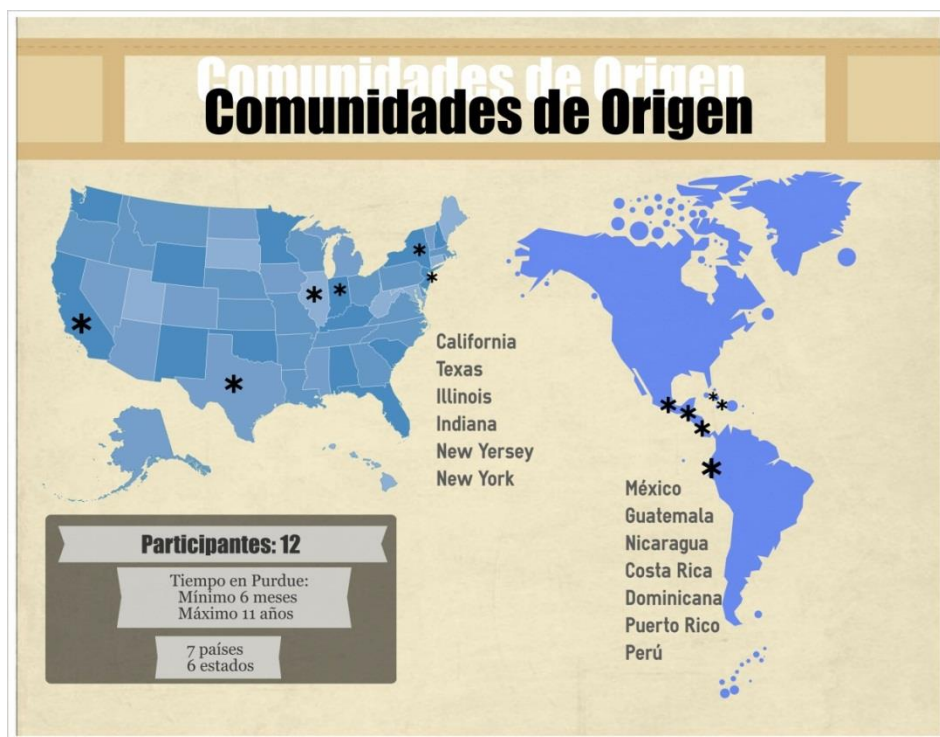 Comunidades de Origen
California
Texas
Illinois
Indiana
New Yersey
New York
México
Guatemala
Nicaragua
Costa Rica
Dominicana
Puerto Rico
Perú
Participantes: 12
Tiempo en Purdue:
Mínimo 6 meses
Máximo 11 años
7 países
6 estados